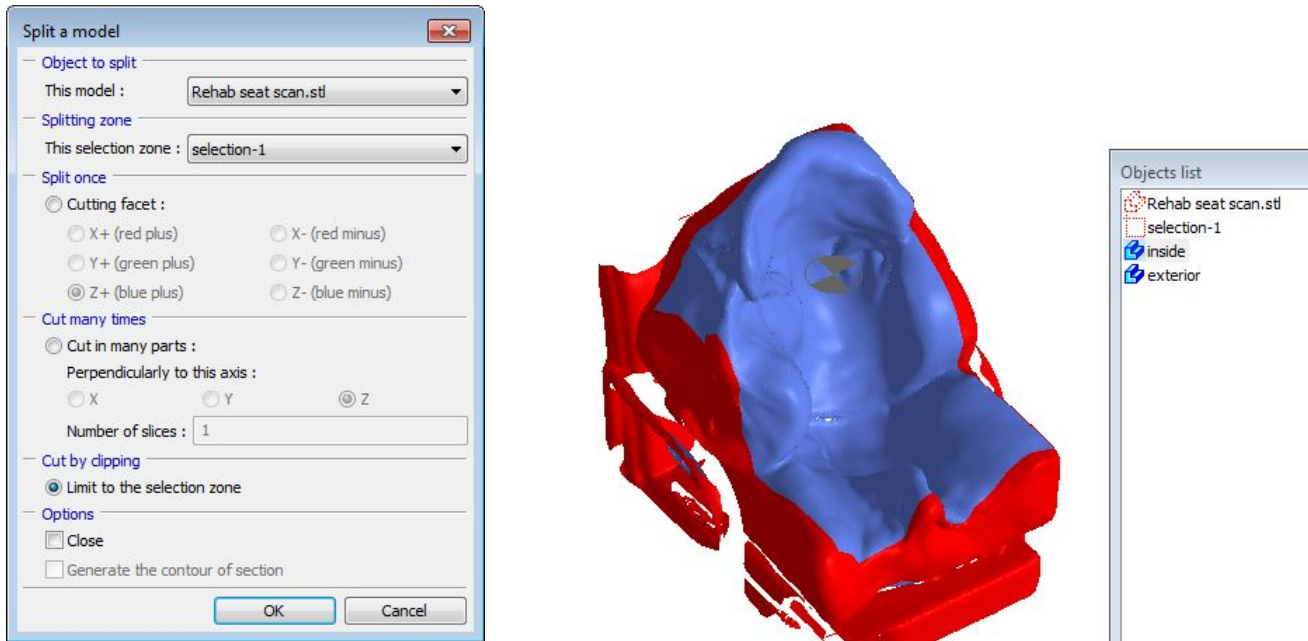 Split a model
Object to split
This model : Rehab seat scan.stl
Splitting zone
This selection zone : selection-1
Split once
Cutting facet :
X+ (red plus) X- (red minus)
Y+ (green plus) Y- (green minus)
Z+ (blue plus) Z- (blue minus)
Cut many times
Cut in many parts :
Perpendicularly to this axis :
X Y Z
Number of slices : 1
Cut by clipping
Limit to the selection zone
Options
Close
Generate the contour of section
OK Cancel
Objects list
Rehab seat scan.stl
selection-1
inside
exterior